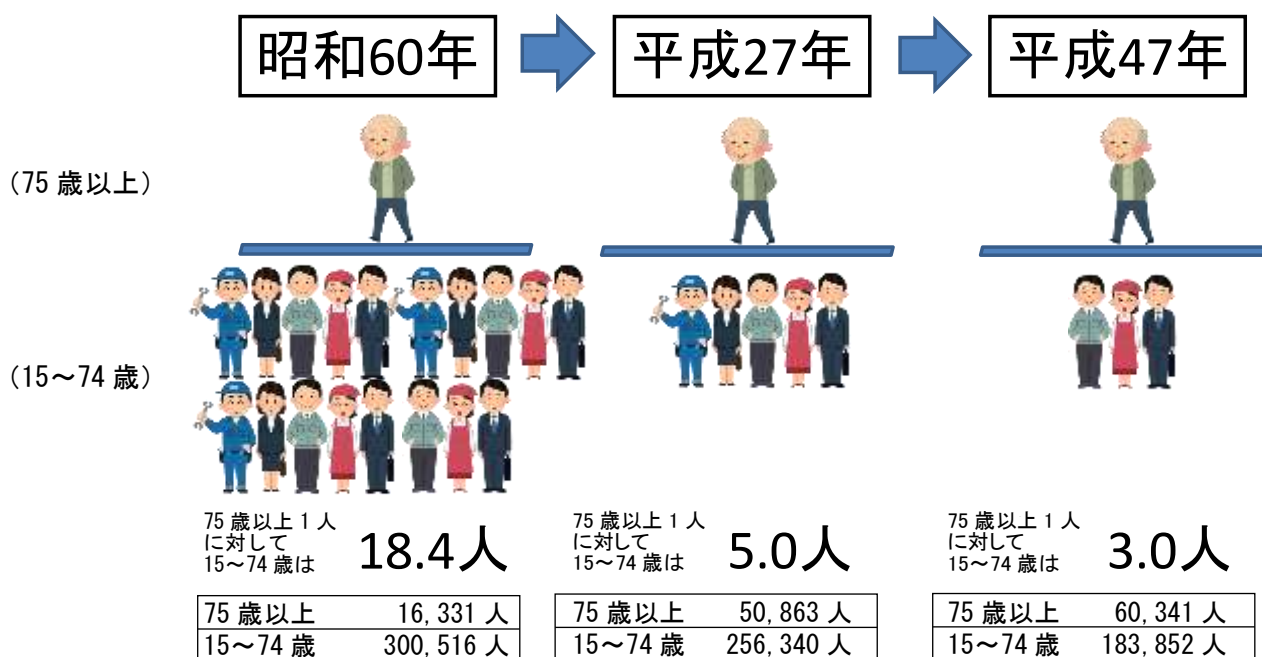 昭和60年
平成27年
平成47年
（75 歳以上）
（15～74 歳）
75 歳以上 1 人
に対して
15～74 歳は
18.4人
75 歳以上 1 人
に対して
15～74 歳は
5.0人
75 歳以上 1 人
に対して
15～74 歳は
3.0人
75 歳以上 16,331 人
15～74 歳 300,516 人
75 歳以上 50,863 人
15～74 歳 256,340 人
75 歳以上 60,341 人
15～74 歳 183,852 人